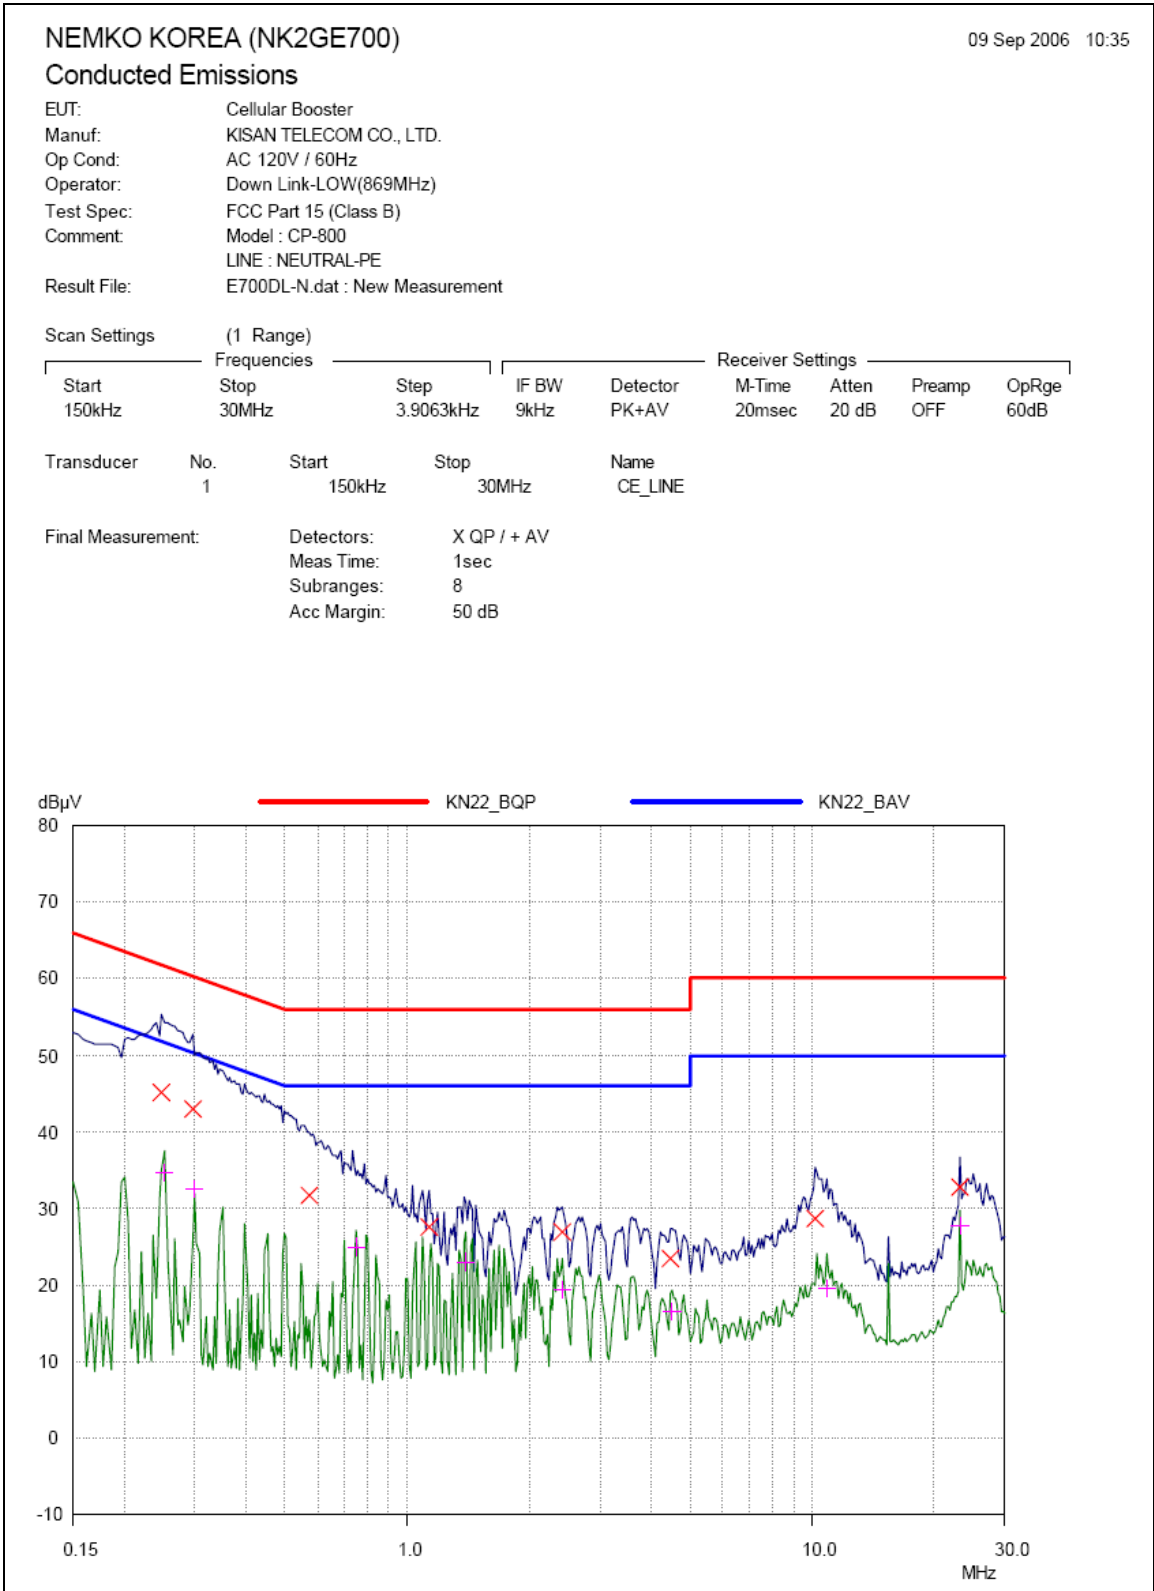 NEMKO KOREA (NK2GE700) 09 Sep 2006 10:35
Conducted Emissions
EUT: Cellular Booster
Manuf: KISAN TELECOM CO., LTD.
Op Cond: AC 120V / 60Hz
Operator: Down Link-LOW(869MHz)
Test Spec: FCC Part 15 (Class B)
Comment: Model : CP-800
LINE : NEUTRAL-PE
Result File: E700DL-N.dat : New Measurement
Scan Settings (1 Range)
Frequencies Receiver Settings
Start Stop Step IF BW Detector M-Time Atten Preamp OpRge
150kHz 30MHz 3.9063kHz 9kHz PK+AV 20msec 20 dB OFF 60dB
Transducer No. Start Stop Name
1 150kHz 30MHz CE_LINE
Final Measurement: Detectors: X QP / + AV
Meas Time: 1sec
Subranges: 8
Acc Margin: 50 dB
dBµV KN22_BQP KN22_BAV
80
70
60
50
40
30
20
10
0
-10
0.15 1.0 10.0 30.0
MHz